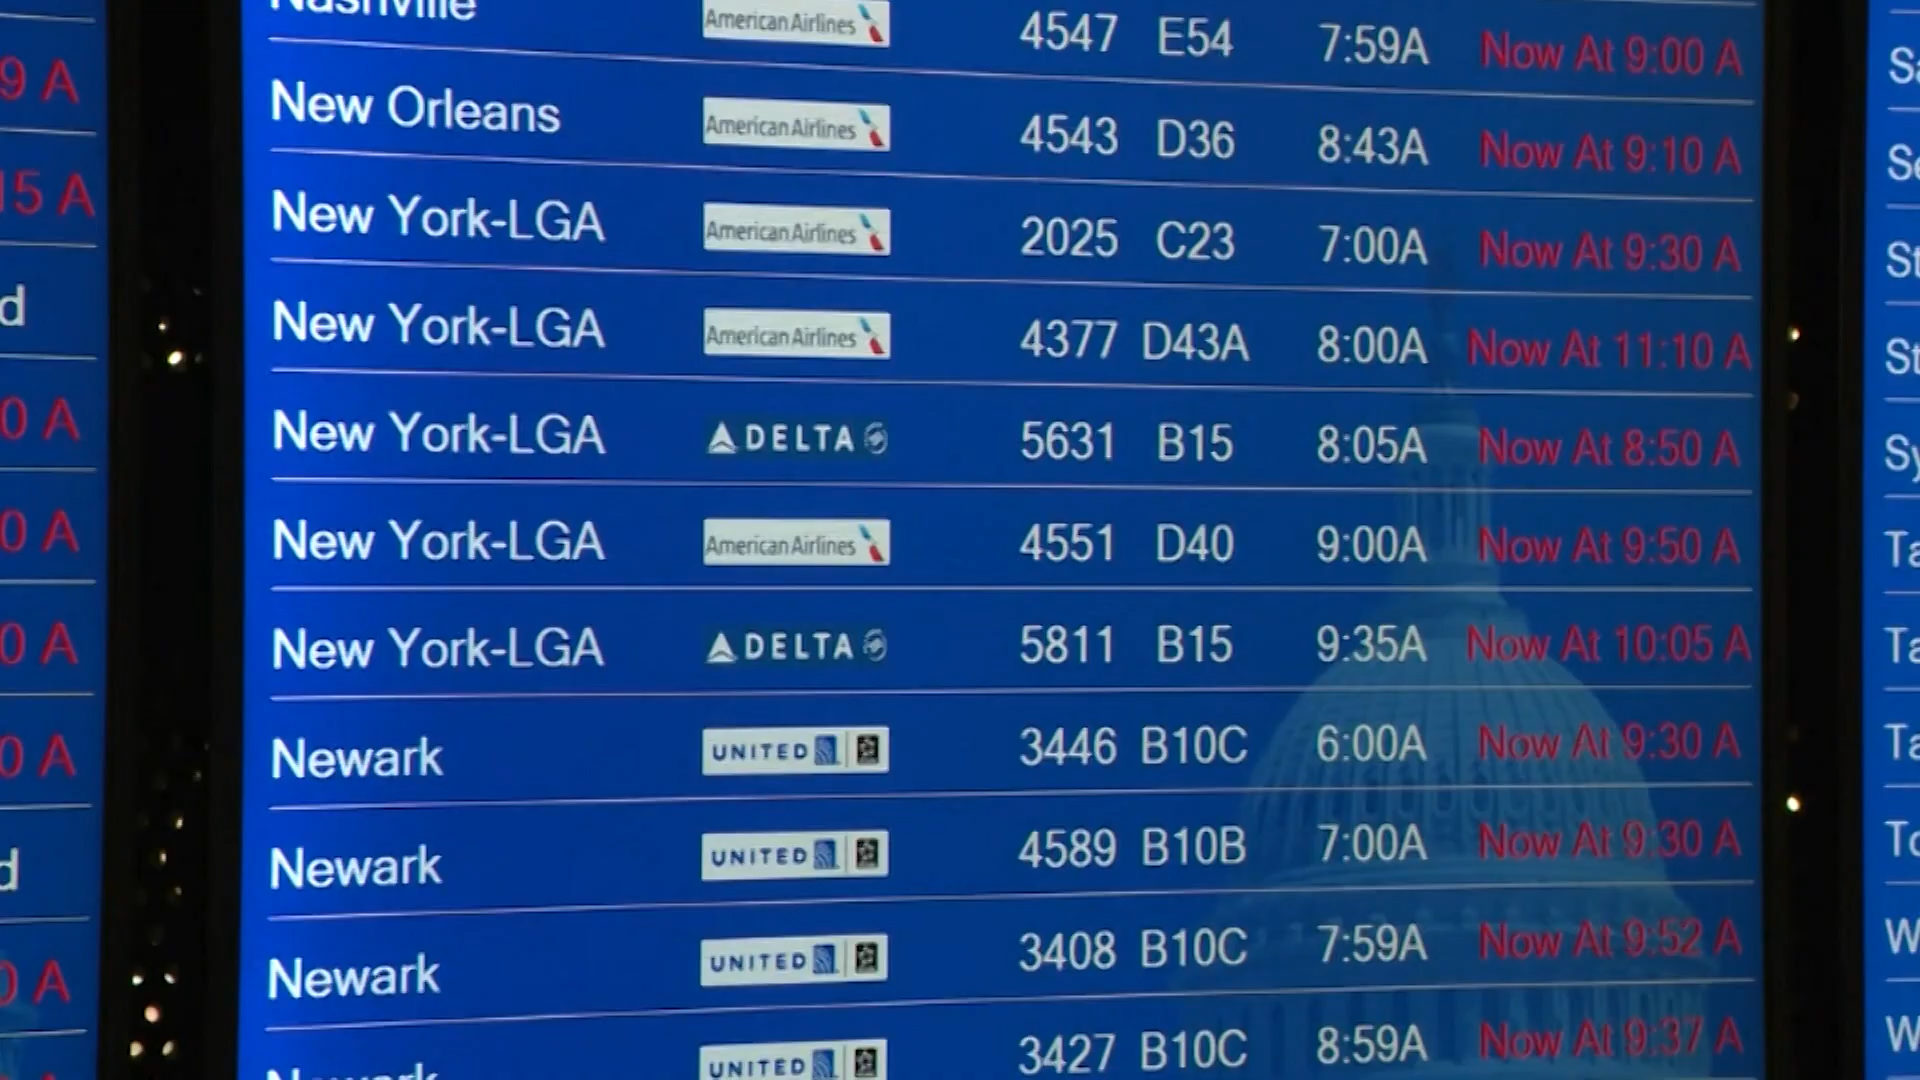 Nashville American Airlines 4547 E54 7:59A Now At 9:00 A
New Orleans American Airlines 4543 D36 8:43A Now At 9:10 A
New York-LGA American Airlines 2025 C23 7:00A Now At 9:30 A
New York-LGA American Airlines 4377 D43A 8:00A Now At 11:10 A
New York-LGA DELTA 5631 B15 8:05A Now At 8:50 A
New York-LGA American Airlines 4551 D40 9:00A Now At 9:50 A
New York-LGA DELTA 5811 B15 9:35A Now At 10:05 A
Newark UNITED 3446 B10C 6:00A Now At 9:30 A
Newark UNITED 4589 B10B 7:00A Now At 9:30 A
Newark UNITED 3408 B10C 7:59A Now At 9:52 A
Newark UNITED 3427 B10C 8:59A Now At 9:37 A